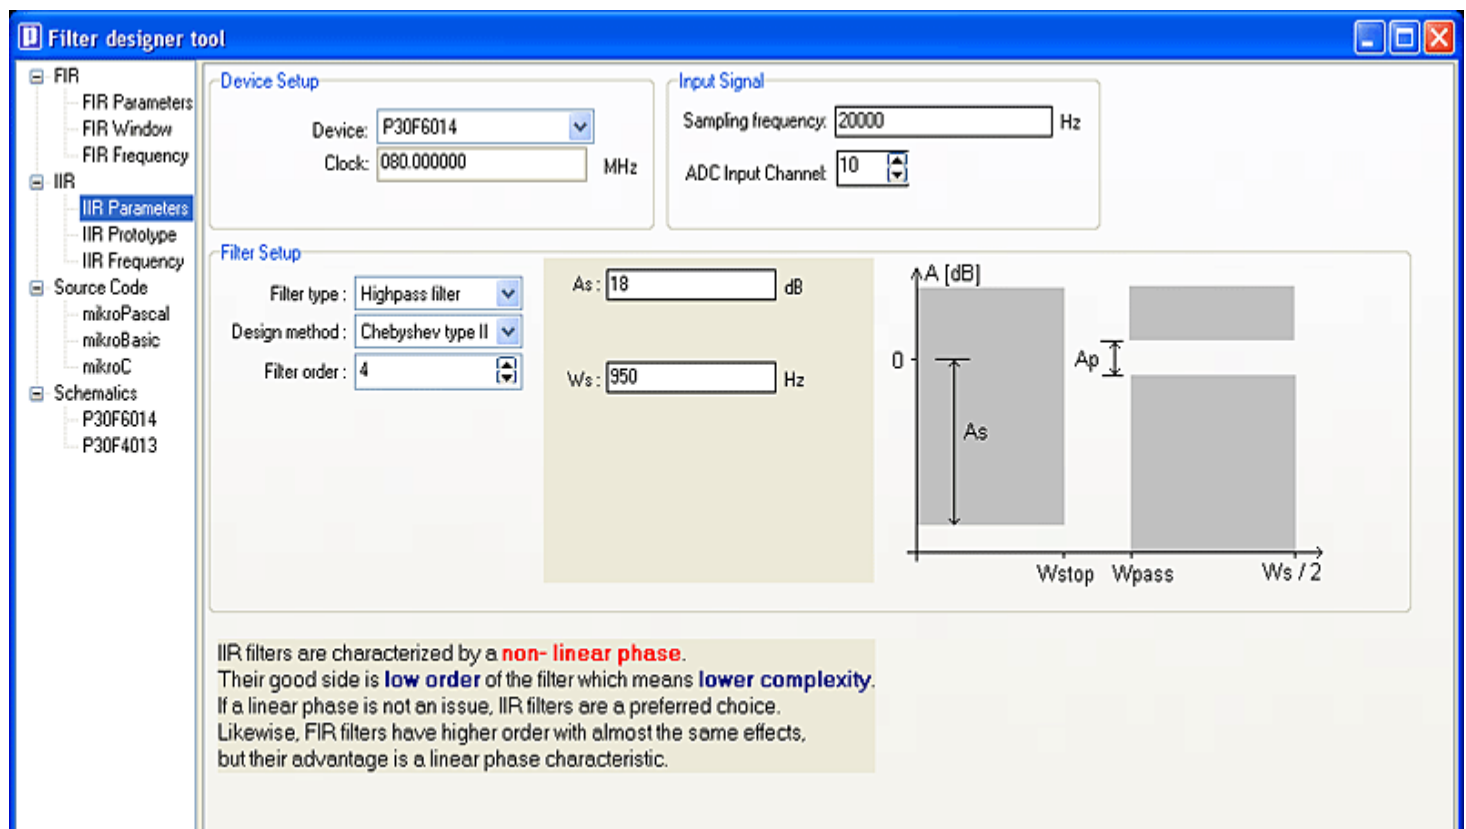 Filter designer tool
FIR
FIR Parameters
FIR Window
FIR Frequency
IIR
IIR Parameters
IIR Prototype
IIR Frequency
Source Code
mikroPascal
mikroBasic
mikroC
Schematics
P30F6014
P30F4013
Device Setup
Device: P30F6014
Clock: 080.000000 MHz
Input Signal
Sampling frequency: 20000 Hz
ADC Input Channel: 10
Filter Setup
Filter type : Highpass filter
Design method : Chebyshev type II
Filter order : 4
As : 18 dB
Ws : 950 Hz
A [dB]
0
Ap
As
Wstop Wpass Ws / 2
IIR filters are characterized by a non- linear phase.
Their good side is low order of the filter which means lower complexity.
If a linear phase is not an issue, IIR filters are a preferred choice.
Likewise, FIR filters have higher order with almost the same effects,
but their advantage is a linear phase characteristic.